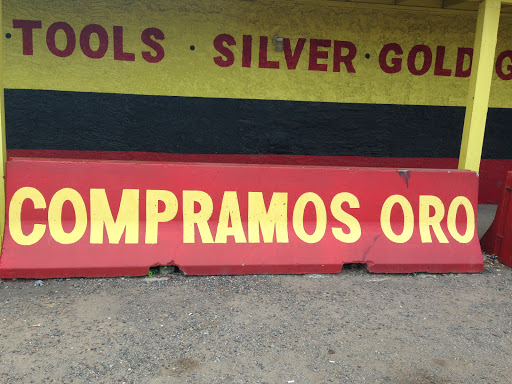 · TOOLS · SILVER · GOLD G
COMPRAMOS ORO